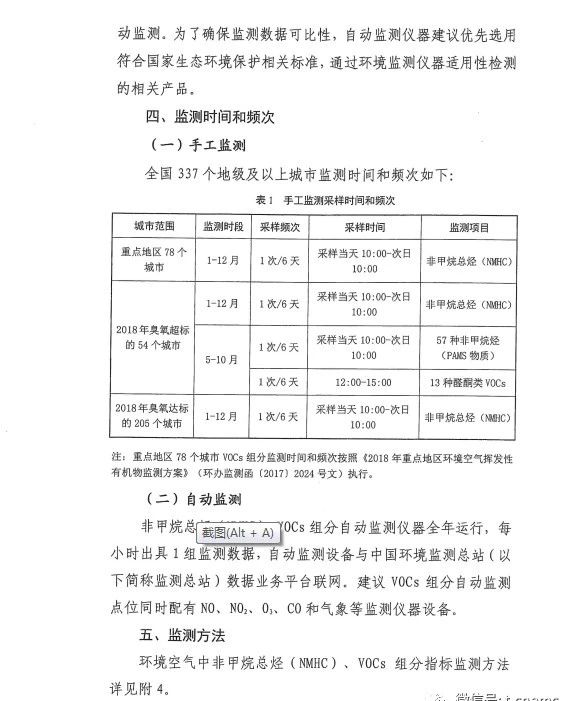 动监测。为了确保监测数据可比性，自动监测仪器建议优先选用
符合国家生态环境保护相关标准，通过环境监测仪器适用性检测
的相关产品。
四、监测时间和频次
（一）手工监测
全国 337 个地级及以上城市监测时间和频次如下：
表 1 手工监测采样时间和频次
城市范围 监测时段 采样频次 采样时间 监测项目
重点地区 78 个
城市
1-12 月 1 次/6 天
采样当天 10:00-次日
10:00
非甲烷总烃（NMHC）
2018 年臭氧超标
的 54 个城市
1-12 月 1 次/6 天
采样当天 10:00-次日
10:00
非甲烷总烃（NMHC）
5-10 月
1 次/6 天
采样当天 10:00-次日
10:00
57 种非甲烷烃
（PAMS 物质）
1 次/6 天 12:00-15:00 13 种醛酮类 VOCs
2018 年臭氧达标
的 205 个城市
1-12 月 1 次/6 天
采样当天 10:00-次日
10:00
非甲烷总烃（NMHC）
注：重点地区 78 个城市 VOCs 组分监测时间和频次按照《2018 年重点地区环境空气挥发性
有机物监测方案》（环办监测函〔2017〕2024 号文）执行。
（二）自动监测
非甲烷总 VOCs 组分自动监测仪器全年运行，每
截图(Alt + A)
小时出具 1 组监测数据，自动监测设备与中国环境监测总站（以
下简称监测总站）数据业务平台联网。建议 VOCs 组分自动监测
点位同时配有 NO、NO₂、O₃、CO 和气象等监测仪器设备。
五、监测方法
环境空气中非甲烷总烃（NMHC）、VOCs 组分指标监测方法
详见附 4。
微信号: